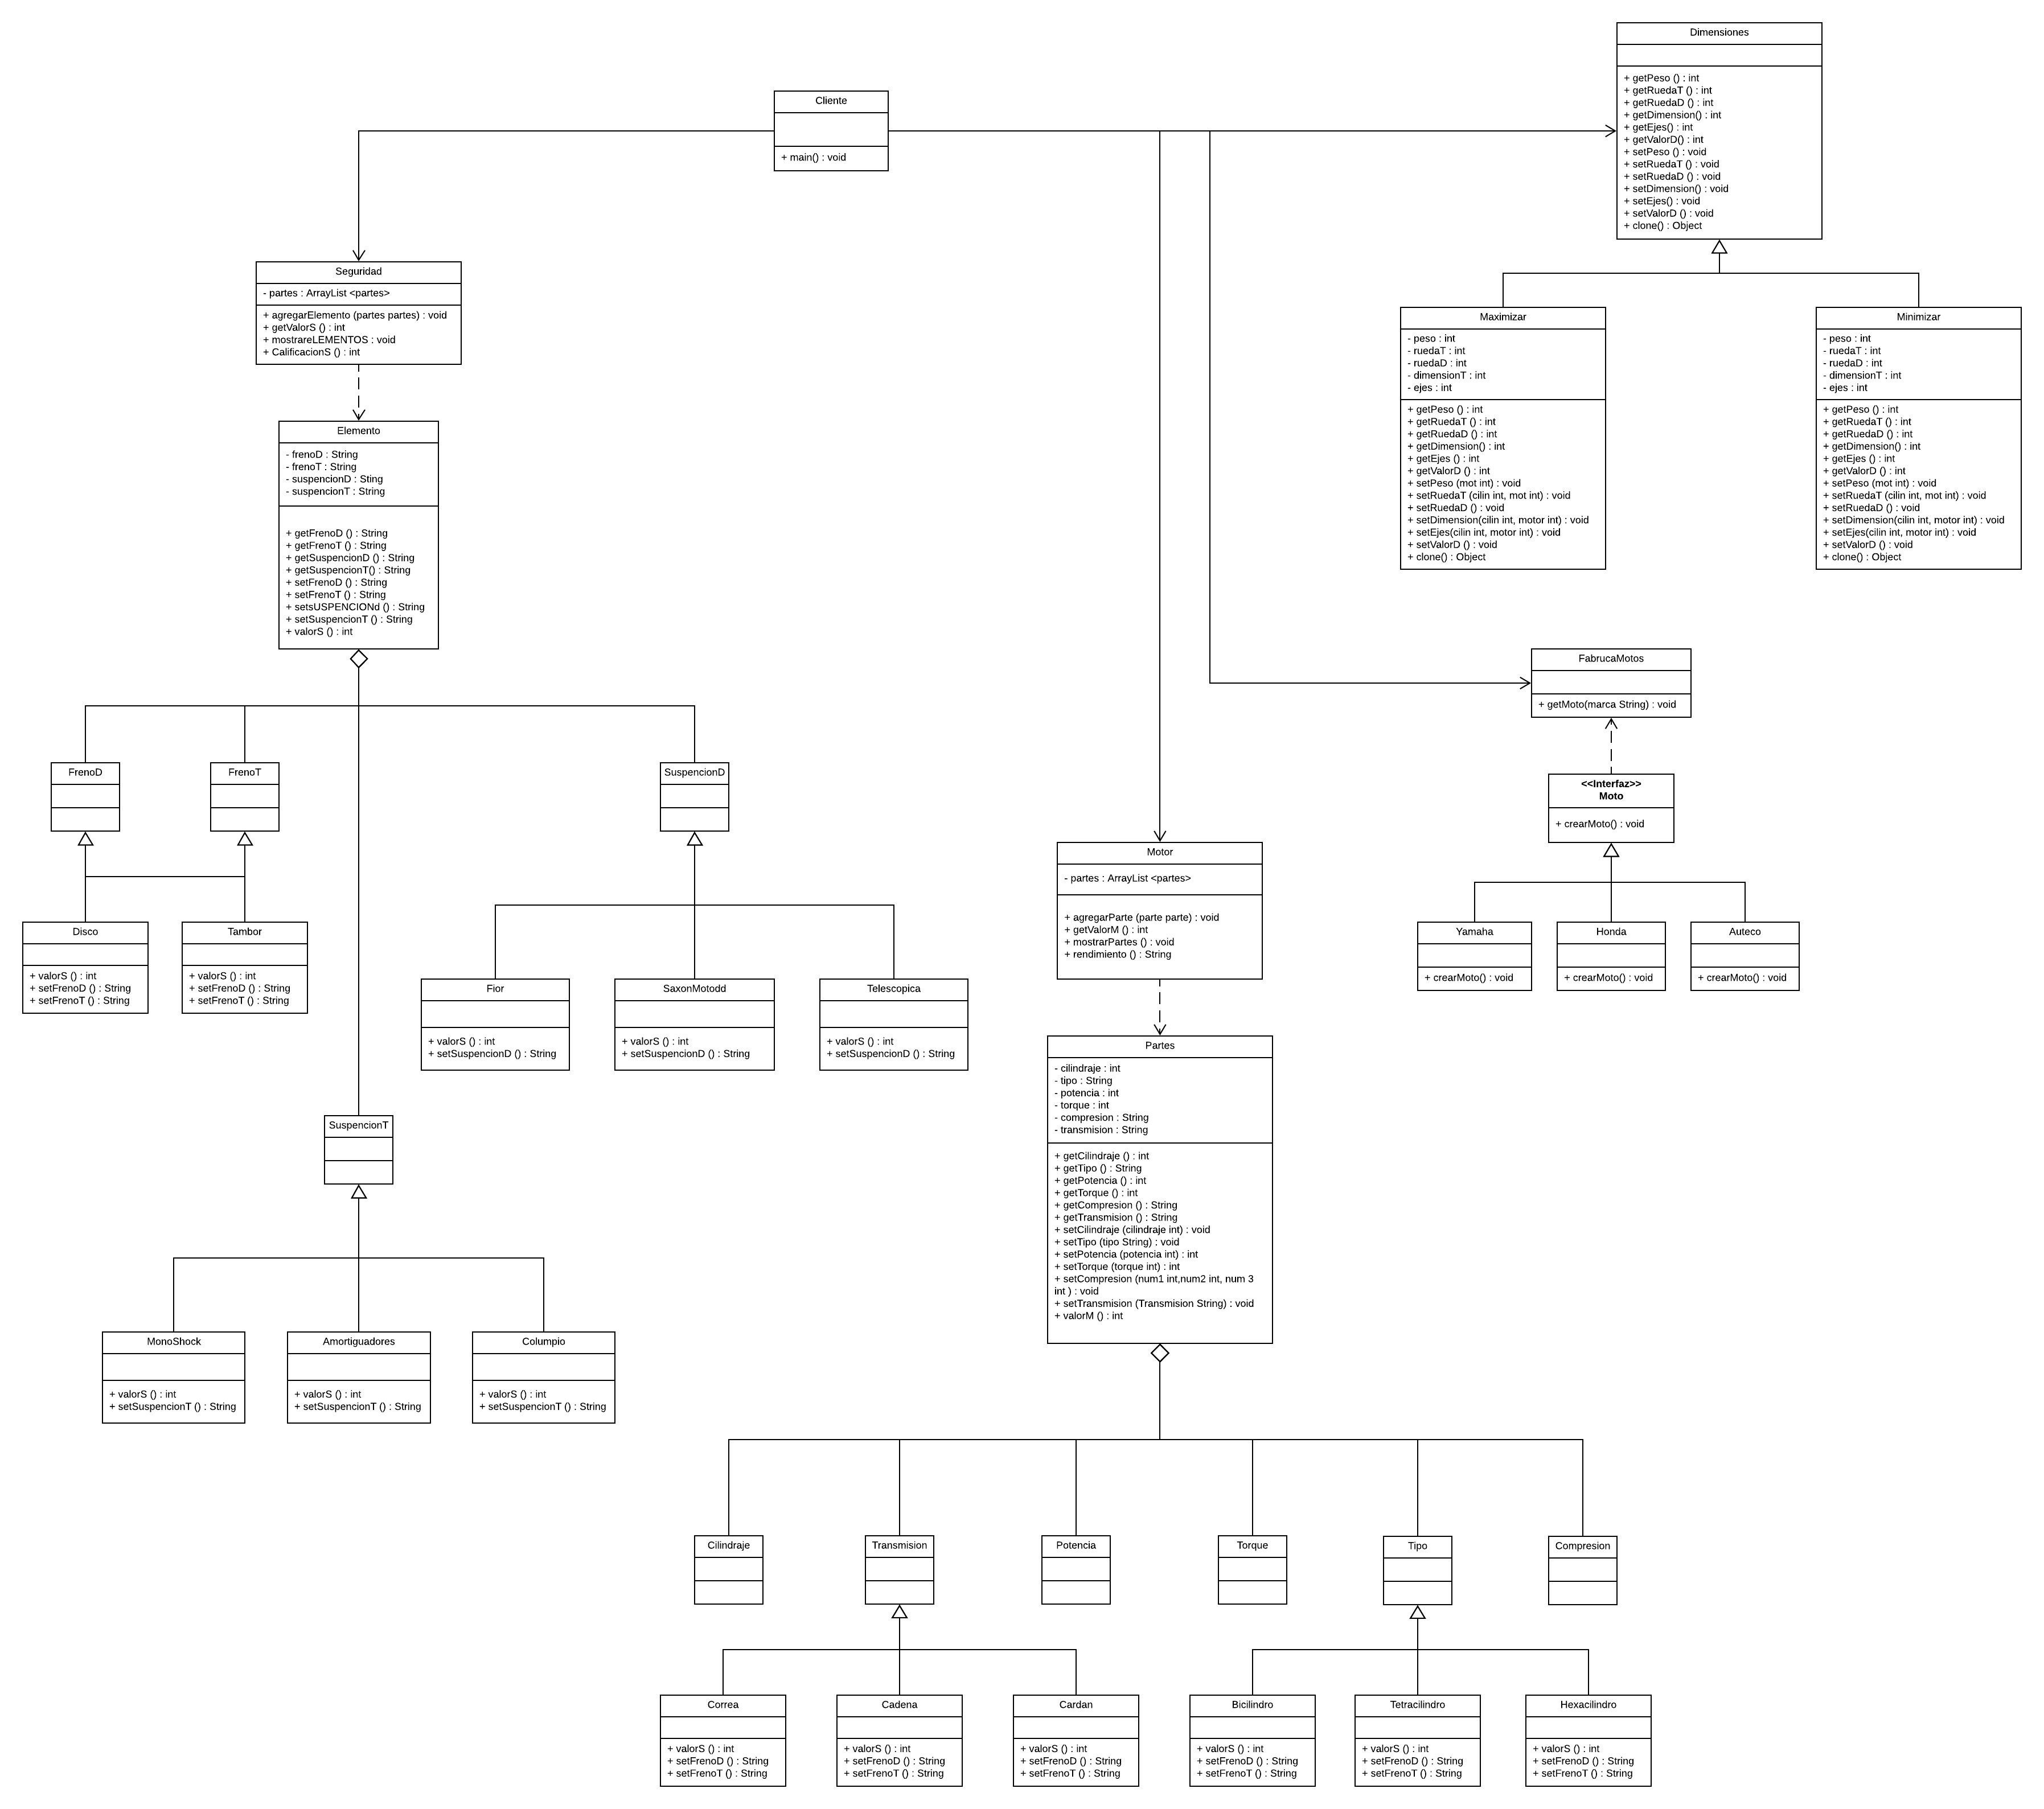 Dimensiones
+ getPeso () : int
+ getRuedaT () : int
+ getRuedaD () : int
+ getDimension() : int
+ getEjes() : int
+ getValorD() : int
+ setPeso () : void
+ setRuedaT () : void
+ setRuedaD () : void
+ setDimension() : void
+ setEjes() : void
+ setValorD () : void
+ clone() : Object
Cliente
+ main() : void
Seguridad
- partes : ArrayList <partes>
+ agregarElemento (partes partes) : void
+ getValorS () : int
+ mostrareLEMENTOS : void
+ CalificacionS () : int
Maximizar
- peso : int
- ruedaT : int
- ruedaD : int
- dimensionT : int
- ejes : int
+ getPeso () : int
+ getRuedaT () : int
+ getRuedaD () : int
+ getDimension() : int
+ getEjes () : int
+ getValorD () : int
+ setPeso (mot int) : void
+ setRuedaT (cilin int, mot int) : void
+ setRuedaD () : void
+ setDimension(cilin int, motor int) : void
+ setEjes(cilin int, motor int) : void
+ setValorD () : void
+ clone() : Object
Minimizar
- peso : int
- ruedaT : int
- ruedaD : int
- dimensionT : int
- ejes : int
+ getPeso () : int
+ getRuedaT () : int
+ getRuedaD () : int
+ getDimension() : int
+ getEjes () : int
+ getValorD () : int
+ setPeso (mot int) : void
+ setRuedaT (cilin int, mot int) : void
+ setRuedaD () : void
+ setDimension(cilin int, motor int) : void
+ setEjes(cilin int, motor int) : void
+ setValorD () : void
+ clone() : Object
Elemento
- frenoD : String
- frenoT : String
- suspencionD : Sting
- suspencionT : String
+ getFrenoD () : String
+ getFrenoT () : String
+ getSuspencionD () : String
+ getSuspencionT() : String
+ setFrenoD () : String
+ setFrenoT () : String
+ setsUSPENCIONd () : String
+ setSuspencionT () : String
+ valorS () : int
FabrucaMotos
+ getMoto(marca String) : void
<<Interfaz>>
Moto
+ crearMoto() : void
FrenoD
FrenoT
SuspencionD
Motor
- partes : ArrayList <partes>
+ agregarParte (parte parte) : void
+ getValorM () : int
+ mostrarPartes () : void
+ rendimiento () : String
Disco
+ valorS () : int
+ setFrenoD () : String
+ setFrenoT () : String
Tambor
+ valorS () : int
+ setFrenoD () : String
+ setFrenoT () : String
Yamaha
+ crearMoto() : void
Honda
+ crearMoto() : void
Auteco
+ crearMoto() : void
Fior
+ valorS () : int
+ setSuspencionD () : String
SaxonMotodd
+ valorS () : int
+ setSuspencionD () : String
Telescopica
+ valorS () : int
+ setSuspencionD () : String
Partes
- cilindraje : int
- tipo : String
- potencia : int
- torque : int
- compresion : String
- transmision : String
+ getCilindraje () : int
+ getTipo () : String
+ getPotencia () : int
+ getTorque () : int
+ getCompresion () : String
+ getTransmision () : String
+ setCilindraje (cilindraje int) : void
+ setTipo (tipo String) : void
+ setPotencia (potencia int) : int
+ setTorque (torque int) : int
+ setCompresion (num1 int,num2 int, num 3
int ) : void
+ setTransmision (Transmision String) : void
+ valorM () : int
SuspencionT
MonoShock
+ valorS () : int
+ setSuspencionT () : String
Amortiguadores
+ valorS () : int
+ setSuspencionT () : String
Columpio
+ valorS () : int
+ setSuspencionT () : String
Cilindraje
Transmision
Potencia
Torque
Tipo
Compresion
Correa
+ valorS () : int
+ setFrenoD () : String
+ setFrenoT () : String
Cadena
+ valorS () : int
+ setFrenoD () : String
+ setFrenoT () : String
Cardan
+ valorS () : int
+ setFrenoD () : String
+ setFrenoT () : String
Bicilindro
+ valorS () : int
+ setFrenoD () : String
+ setFrenoT () : String
Tetracilindro
+ valorS () : int
+ setFrenoD () : String
+ setFrenoT () : String
Hexacilindro
+ valorS () : int
+ setFrenoD () : String
+ setFrenoT () : String